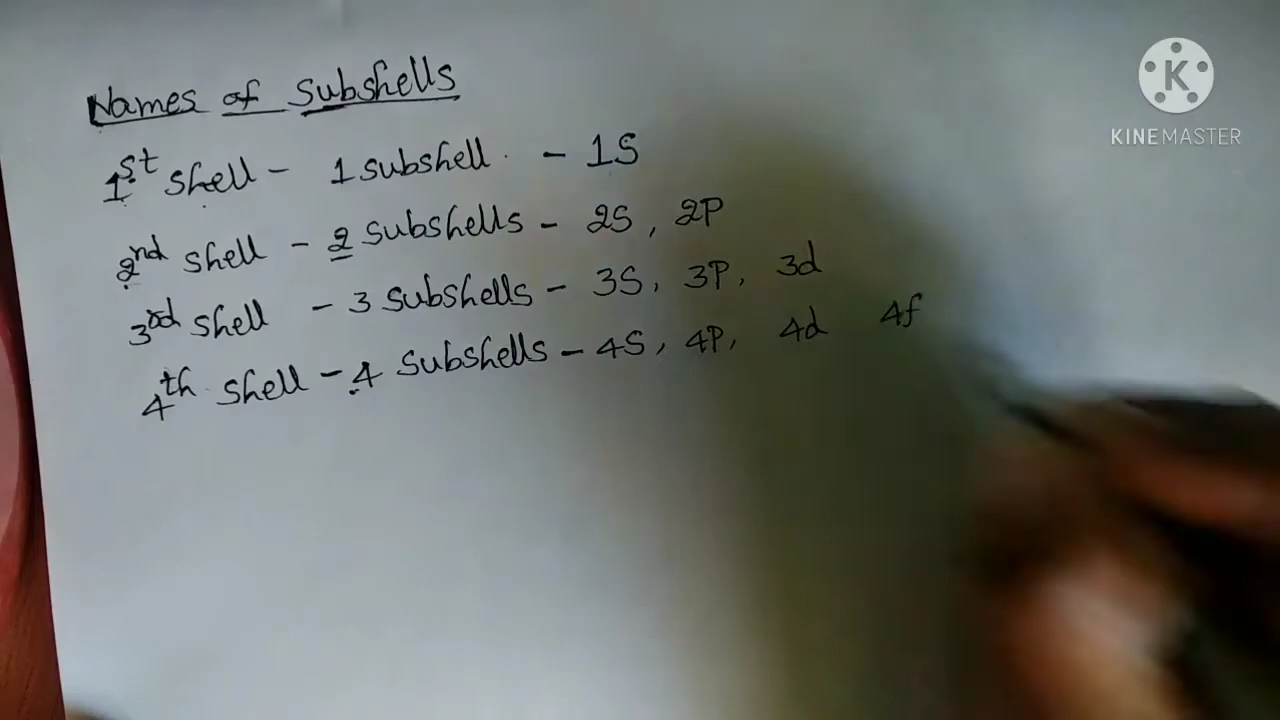 Names of Subshells
1st shell - 1 subshell - 1S
2nd shell - 2 subshells - 2S, 2P
3rd shell - 3 subshells - 3S, 3P, 3d
4th shell - 4 subshells - 4S, 4P, 4d 4f
K
KINEMASTER